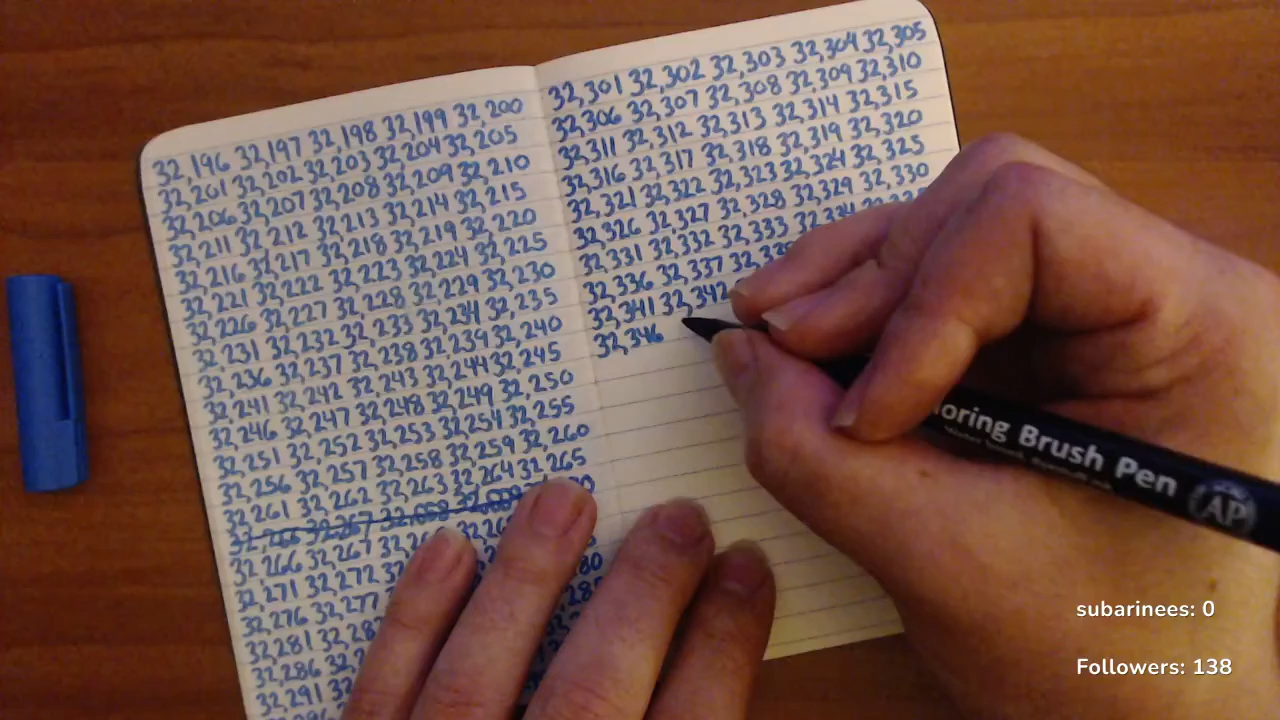 32,196 32,197 32,198 32,199 32,200
32,201 32,202 32,203 32,204 32,205
32,206 32,207 32,208 32,209 32,210
32,211 32,212 32,213 32,214 32,215
32,216 32,217 32,218 32,219 32,220
32,221 32,222 32,223 32,224 32,225
32,226 32,227 32,228 32,229 32,230
32,231 32,232 32,233 32,234 32,235
32,236 32,237 32,238 32,239 32,240
32,241 32,242 32,243 32,244 32,245
32,246 32,247 32,248 32,249 32,250
32,251 32,252 32,253 32,254 32,255
32,256 32,257 32,258 32,259 32,260
32,261 32,262 32,263 32,264 32,265
32,266 32,267
32,271 32,272
32,276 32,277
32,281
32,286
32,291
32,301 32,302 32,303 32,304 32,305
32,306 32,307 32,308 32,309 32,310
32,311 32,312 32,313 32,314 32,315
32,316 32,317 32,318 32,319 32,320
32,321 32,322 32,323 32,324 32,325
32,326 32,327 32,328 32,329 32,330
32,331 32,332 32,333 32,334
32,336 32,337
32,341 32,342
32,346
Brush Pen
AP
subarinees: 0
Followers: 138